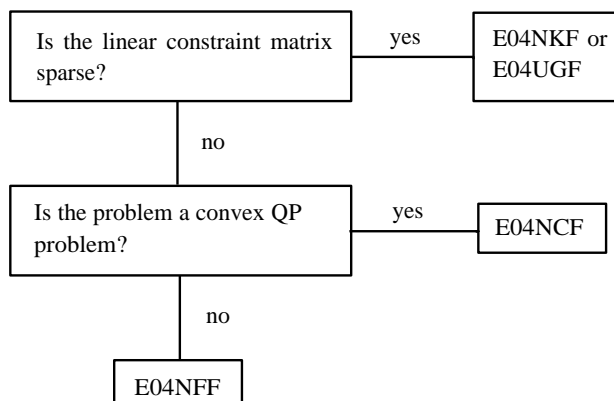 Is the linear constraint matrix
sparse?
yes
E04NKF or
E04UGF
no
Is the problem a convex QP
problem?
yes
E04NCF
no
E04NFF